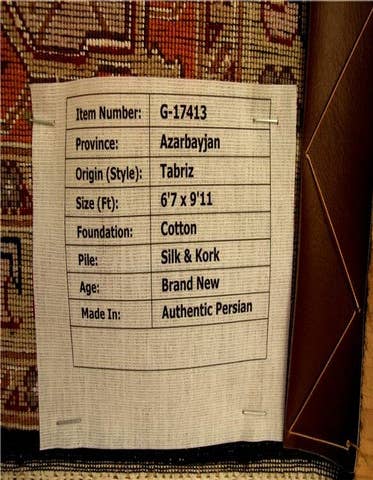 Item Number: G-17413
Province: Azarbayjan
Origin (Style): Tabriz
Size (Ft): 6'7 x 9'11
Foundation: Cotton
Pile: Silk & Kork
Age: Brand New
Made In: Authentic Persian